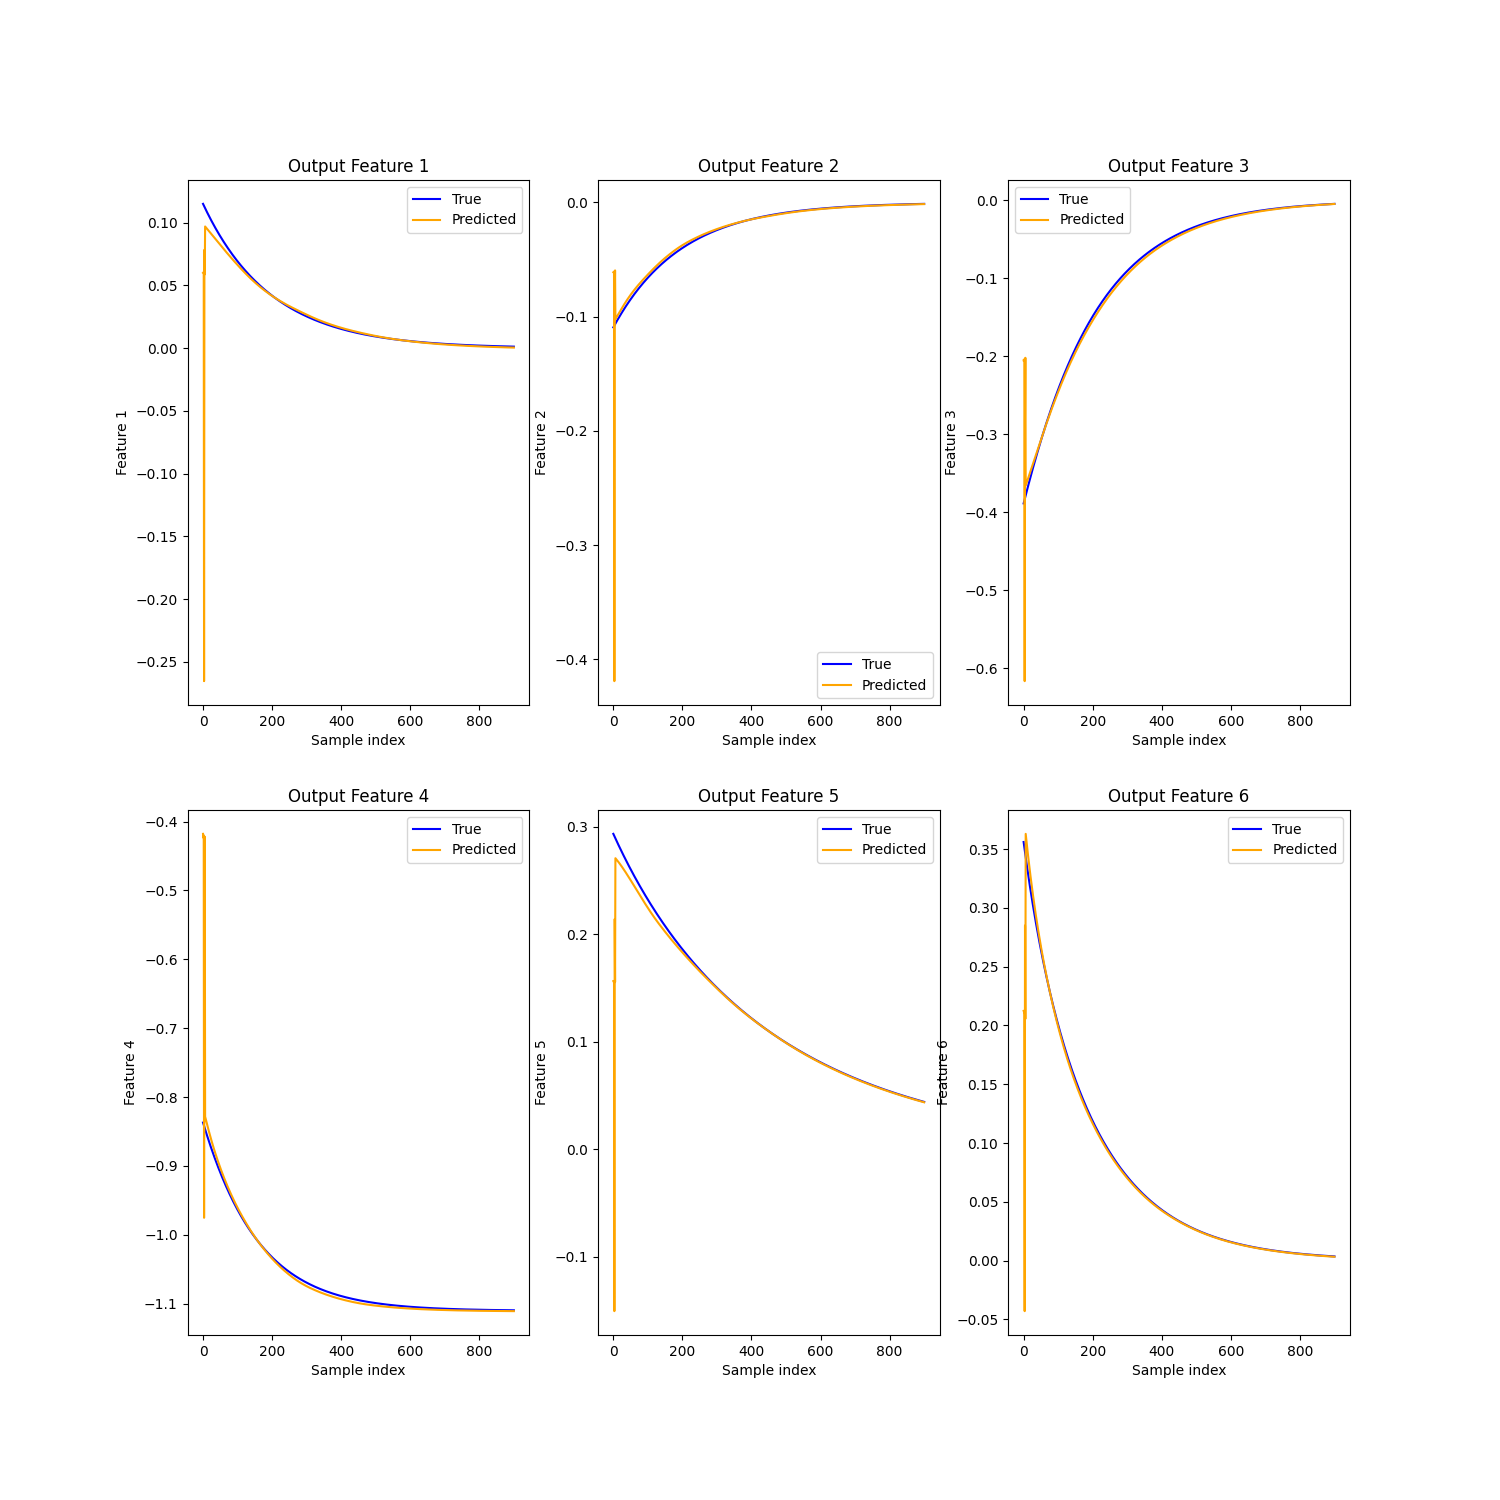 Output Feature 1
True
Predicted
0.10
0.05
0.00
−0.05
−0.10
−0.15
−0.20
−0.25
Feature 1
0 200 400 600 800
Sample index
Output Feature 2
0.0
−0.1
−0.2
−0.3
−0.4
Feature 2
True
Predicted
0 200 400 600 800
Sample index
Output Feature 3
True
Predicted
0.0
−0.1
−0.2
−0.3
−0.4
−0.5
−0.6
Feature 3
0 200 400 600 800
Sample index
Output Feature 4
True
Predicted
−0.4
−0.5
−0.6
−0.7
−0.8
−0.9
−1.0
−1.1
Feature 4
0 200 400 600 800
Sample index
Output Feature 5
True
Predicted
0.3
0.2
0.1
0.0
−0.1
Feature 5
0 200 400 600 800
Sample index
Output Feature 6
True
Predicted
0.35
0.30
0.25
0.20
0.15
0.10
0.05
0.00
−0.05
Feature 6
0 200 400 600 800
Sample index